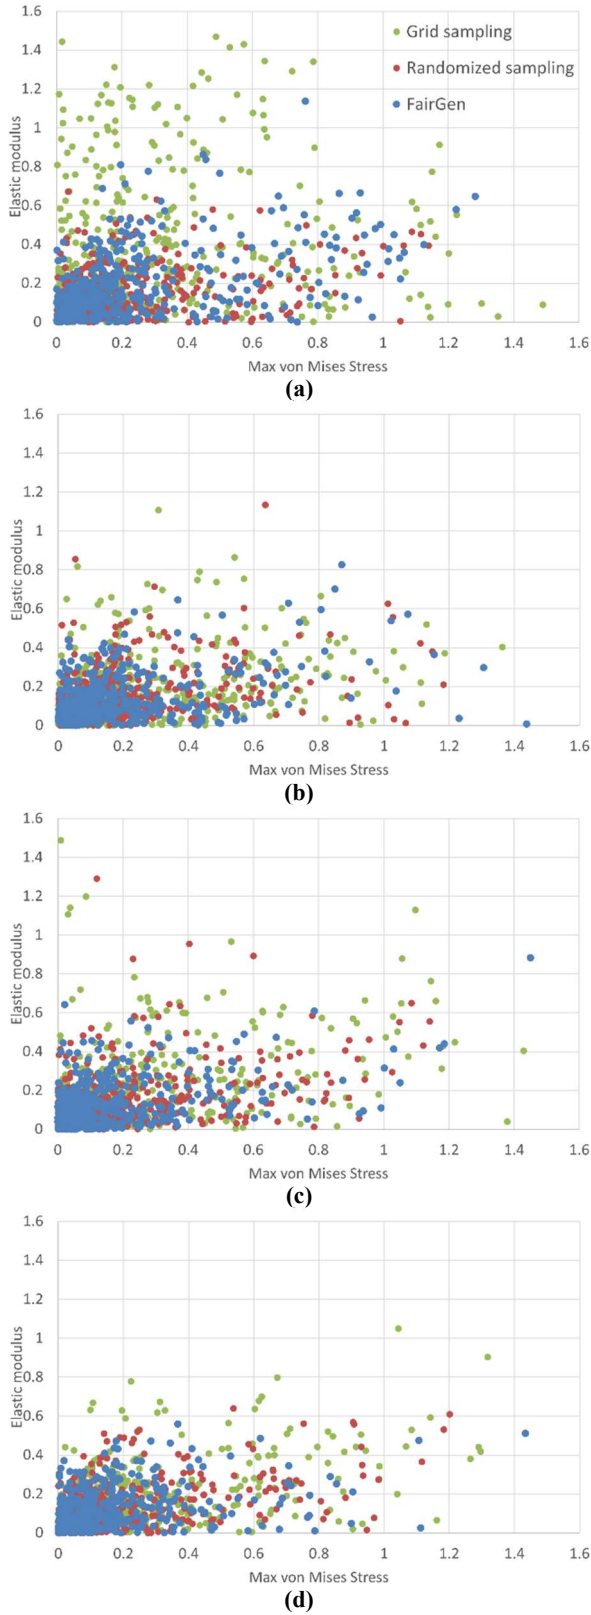 1.6
1.4
1.2
1
0.8
0.6
0.4
0.2
0
Elastic modulus
Grid sampling
Randomized sampling
FairGen
0.2 0.4 0.6 0.8 1 1.2 1.4 1.6
Max von Mises Stress
(a)
1.6
1.4
1.2
1
0.8
0.6
0.4
0.2
0
Elastic modulus
0 0.2 0.4 0.6 0.8 1 1.2 1.4 1.6
Max von Mises Stress
(b)
1.6
1.4
1.2
1
0.8
0.6
0.4
0.2
0
Elastic modulus
0 0.2 0.4 0.6 0.8 1 1.2 1.4 1.6
Max von Mises Stress
(c)
1.6
1.4
1.2
1
0.8
0.6
0.4
0.2
0
Elastic modulus
0 0.2 0.4 0.6 0.8 1 1.2 1.4 1.6
Max von Mises Stress
(d)